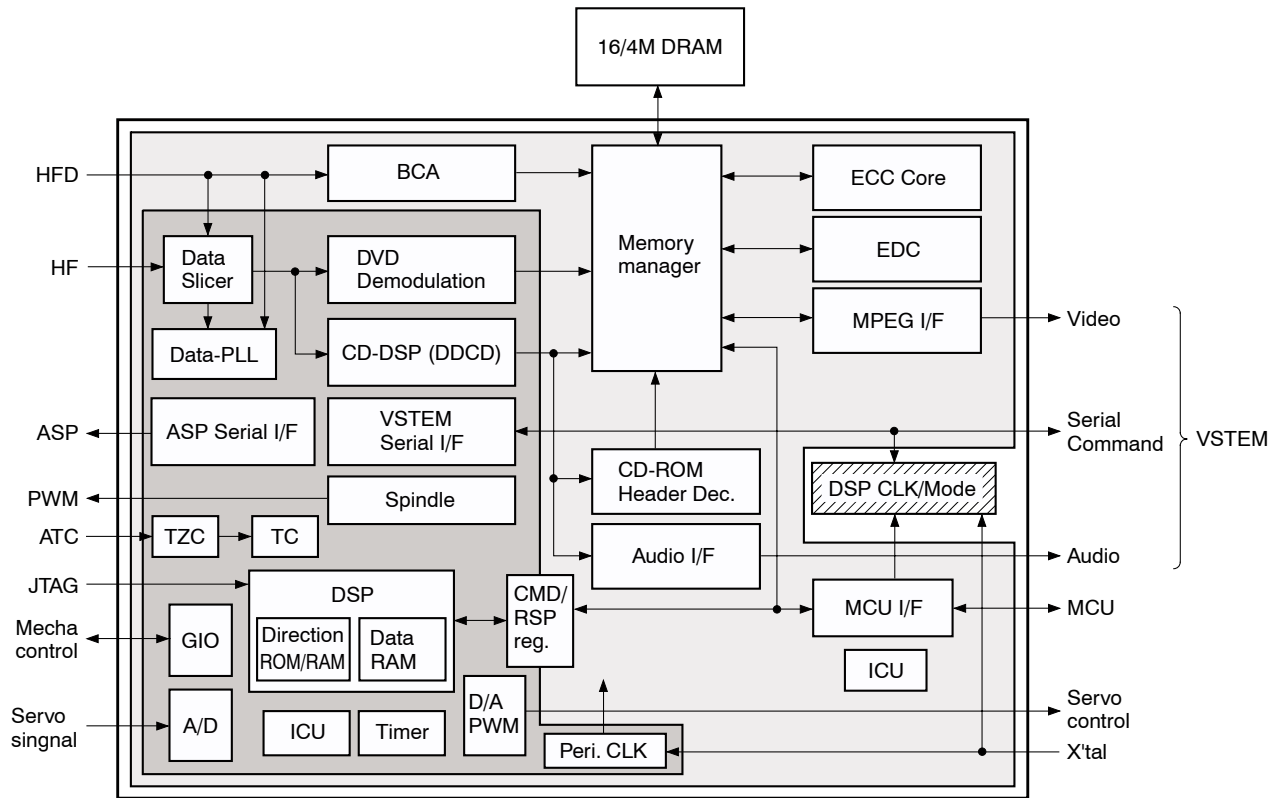 16/4M DRAM
HFD
BCA
Memory
manager
ECC Core
HF
Data
Slicer
DVD
Demodulation
EDC
Data-PLL
CD-DSP (DDCD)
MPEG I/F
Video
ASP
ASP Serial I/F
VSTEM
Serial I/F
Serial
Command
VSTEM
CD-ROM
Header Dec.
DSP CLK/Mode
PWM
Spindle
ATC
TZC
TC
Audio I/F
Audio
JTAG
DSP
CMD/
RSP
reg.
MCU I/F
MCU
Mecha
control
GIO
Direction
ROM/RAM
Data
RAM
ICU
Servo
singnal
A/D
ICU
Timer
D/A
PWM
Servo
control
Peri. CLK
X'tal